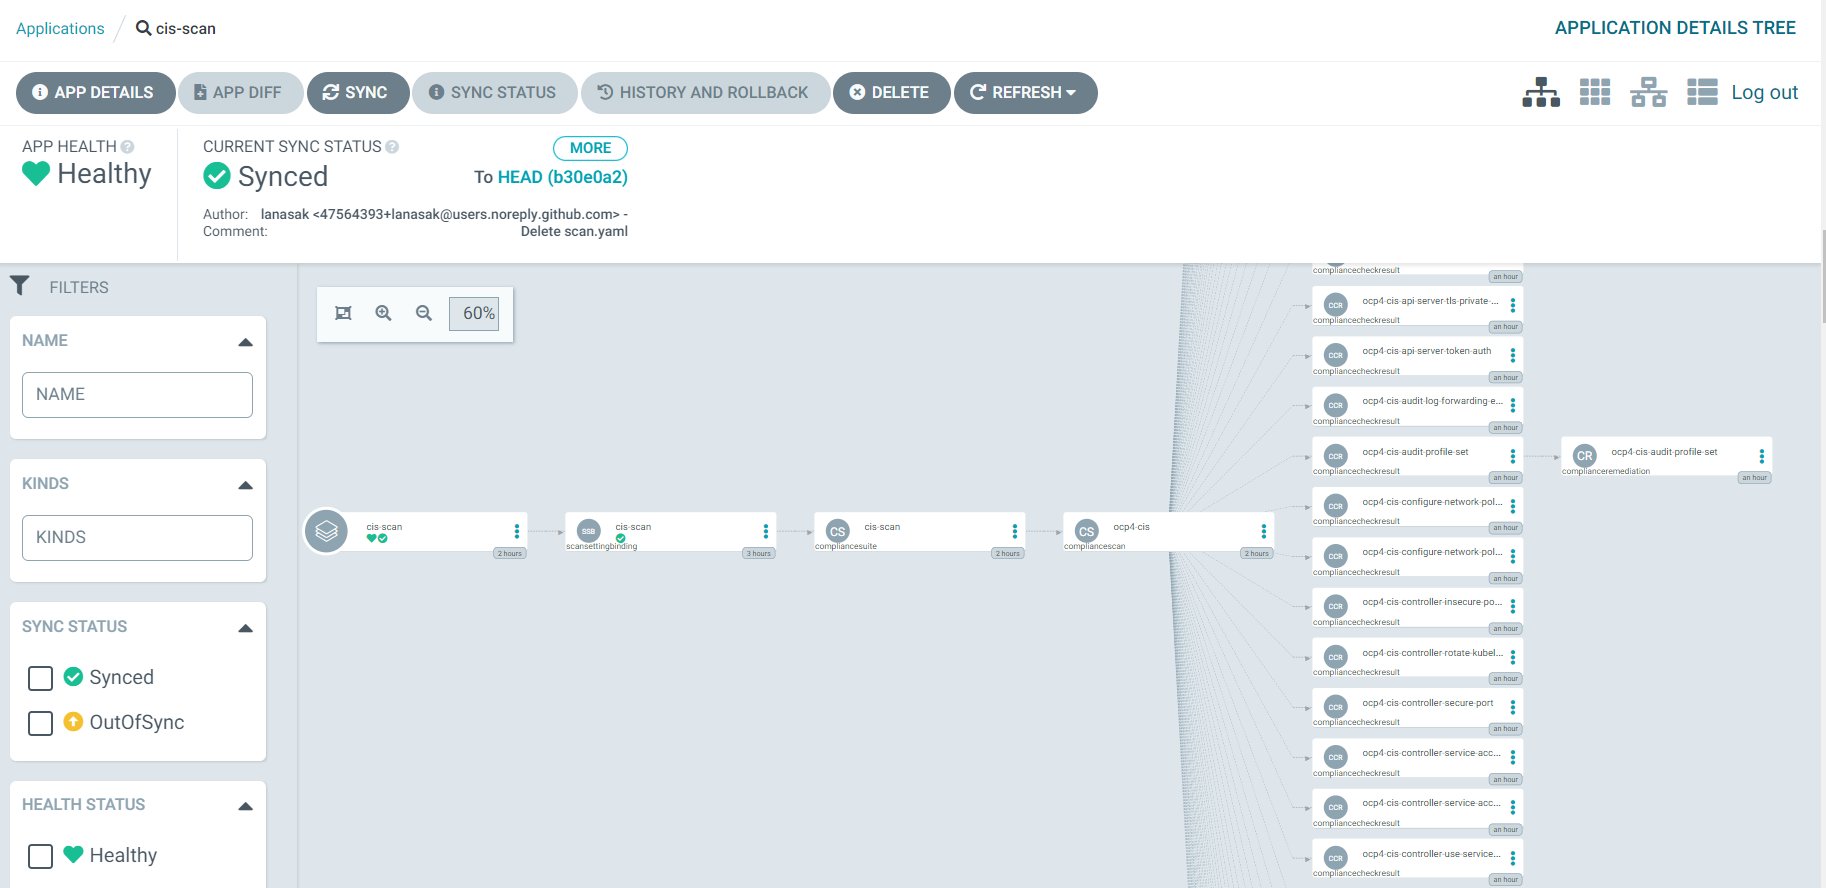 Applications
cis-scan
APPLICATION DETAILS TREE
APP DETAILS
APP DIFF
SYNC
SYNC STATUS
HISTORY AND ROLLBACK
DELETE
REFRESH
Log out
APP HEALTH
Healthy
CURRENT SYNC STATUS
MORE
Synced
To HEAD (b30e0a2)
Author: lanasak <47564393+lanasak@users.noreply.github.com> -
Comment: Delete scan.yaml
FILTERS
NAME
NAME
KINDS
KINDS
SYNC STATUS
Synced
OutOfSync
HEALTH STATUS
Healthy
60%
cis-scan
2 hours
SSB
cis-scan
scansettingbinding
3 hours
CS
cis-scan
compliancesuite
2 hours
CS
ocp4-cis
compliancescan
2 hours
compliancecheckresult
an hour
CCR
ocp4-cis-api-server-tls-private-...
compliancecheckresult
an hour
CCR
ocp4-cis-api-server-token-auth
compliancecheckresult
an hour
CCR
ocp4-cis-audit-log-forwarding-e...
compliancecheckresult
an hour
CCR
ocp4-cis-audit-profile-set
compliancecheckresult
an hour
CR
ocp4-cis-audit-profile-set
complianceremediation
an hour
CCR
ocp4-cis-configure-network-pol...
compliancecheckresult
an hour
CCR
ocp4-cis-configure-network-pol...
compliancecheckresult
an hour
CCR
ocp4-cis-controller-insecure-po...
compliancecheckresult
an hour
CCR
ocp4-cis-controller-rotate-kubel...
compliancecheckresult
an hour
CCR
ocp4-cis-controller-secure-port
compliancecheckresult
an hour
CCR
ocp4-cis-controller-service-acc...
compliancecheckresult
an hour
CCR
ocp4-cis-controller-service-acc...
compliancecheckresult
an hour
CCR
ocp4-cis-controller-use-service...
compliancecheckresult
an hour